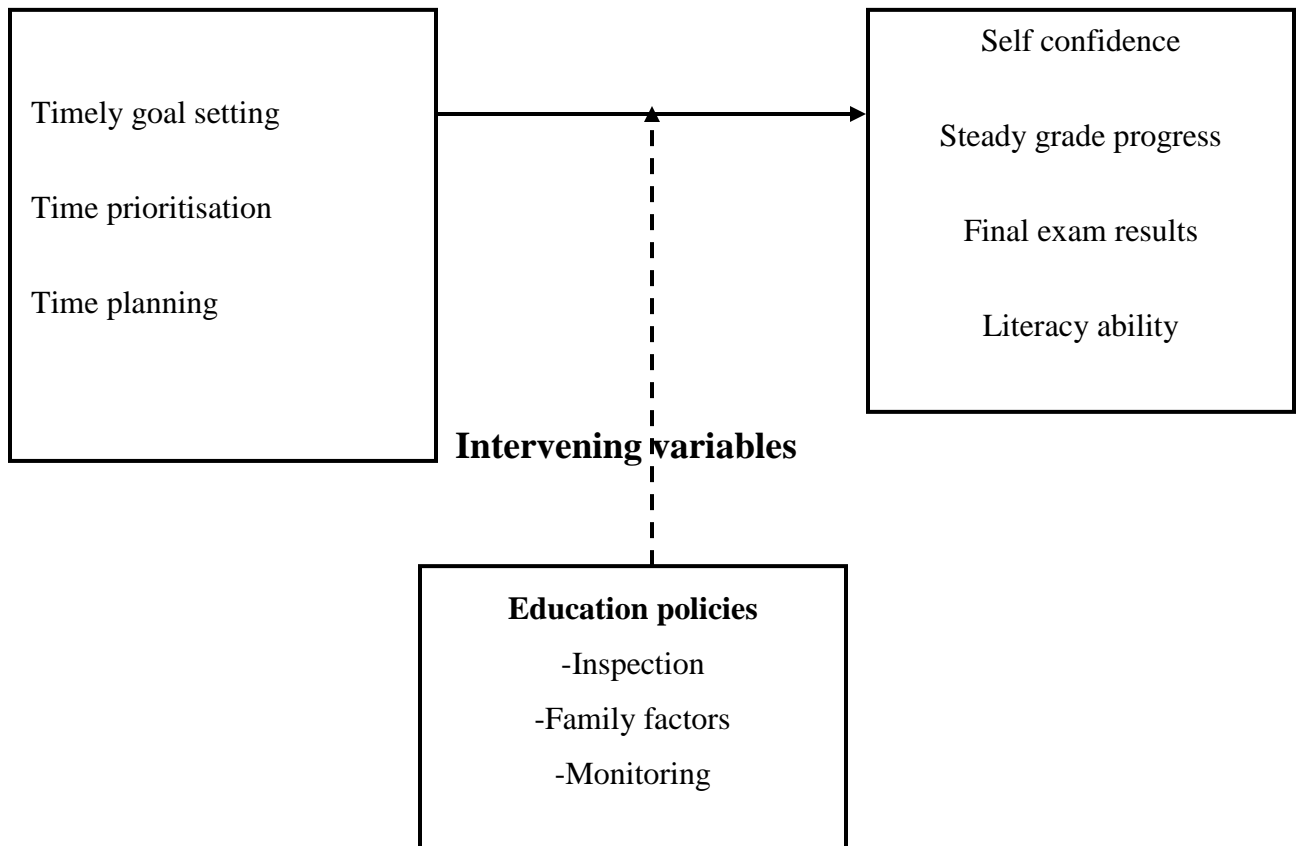 Timely goal setting
Time prioritisation
Time planning
Self confidence
Steady grade progress
Final exam results
Literacy ability
Intervening variables
Education policies
-Inspection
-Family factors
-Monitoring